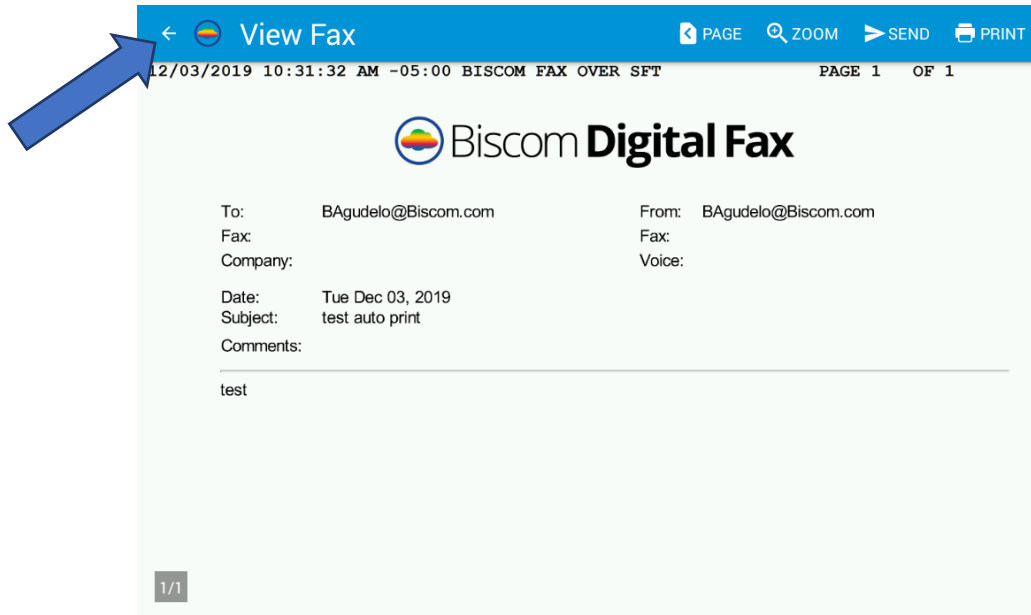 View Fax PAGE ZOOM SEND PRINT
12/03/2019 10:31:32 AM -05:00 BISCOM FAX OVER SFT PAGE 1 OF 1
Biscom Digital Fax
To: BAgudelo@Biscom.com From: BAgudelo@Biscom.com
Fax: Fax:
Company: Voice:
Date: Tue Dec 03, 2019
Subject: test auto print
Comments:
test
1/1